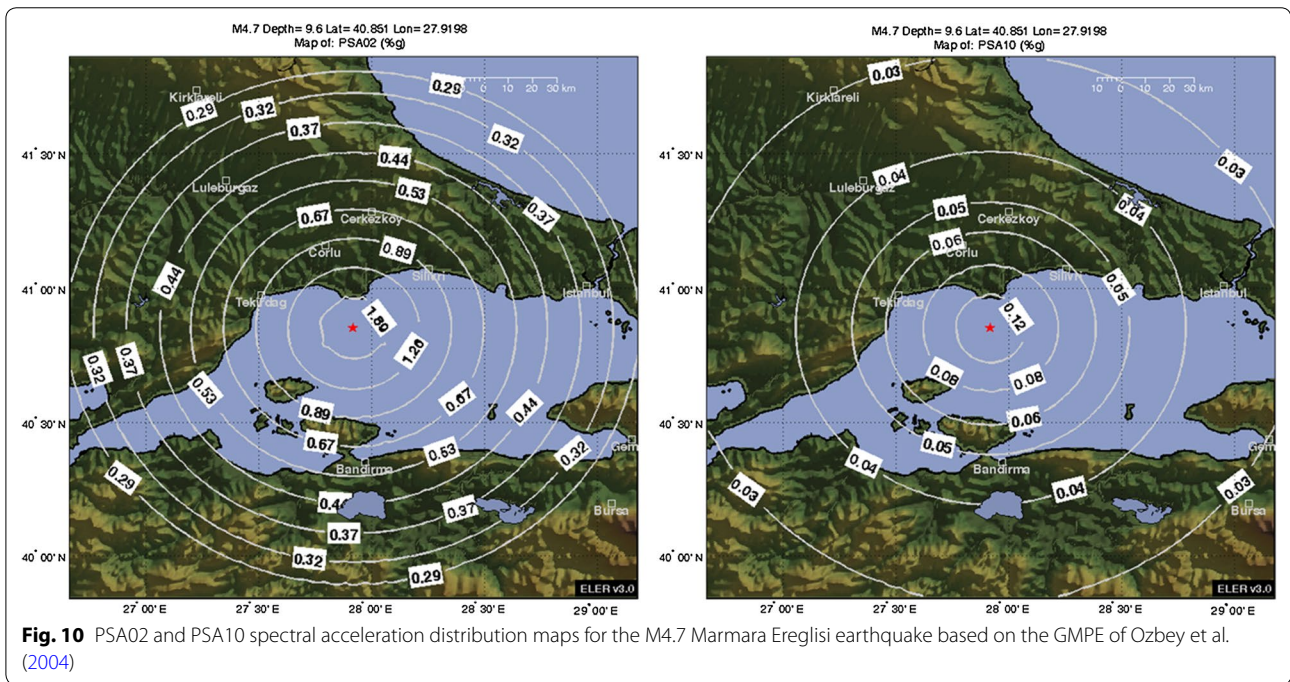 M4.7 Depth= 9.6 Lat= 40.851 Lon= 27.9198
Map of: PSA02 (%g)
10 0 10 20 30 km
0.29
0.29
Kirklareli
0.32
0.32
0.37
0.44
41° 30' N
Luleburgaz
0.53
0.37
0.67
Cerkezkoy
0.89
Corlu
0.44
Silivri
41° 00' N
Tekirdag
Istanbul
1.80
1.26
0.37
0.32
0.53
0.67
0.44
0.89
40° 30' N
0.67
0.53
0.32
Gem
Bandirma
0.29
0.44
0.37
0.37
Bursa
0.32
0.29
40° 00' N
ELER v3.0
27° 00' E 27° 30' E 28° 00' E 28° 30' E 29° 00' E
M4.7 Depth= 9.6 Lat= 40.851 Lon= 27.9198
Map of: PSA10 (%g)
10 0 10 20 30 km
0.03
Kirklareli
41° 30' N
0.03
0.04
Luleburgaz
0.04
0.05
Cerkezkoy
0.06
Corlu
Silivri
0.05
41° 00' N
Tekirdag
Istanbul
0.12
0.08
0.08
0.06
40° 30' N
0.05
Gem
0.04
Bandirma
0.03
0.04
0.03
Bursa
40° 00' N
ELER v3.0
27° 00' E 27° 30' E 28° 00' E 28° 30' E 29° 00' E
Fig. 10 PSA02 and PSA10 spectral acceleration distribution maps for the M4.7 Marmara Ereglisi earthquake based on the GMPE of Ozbey et al.
(2004)